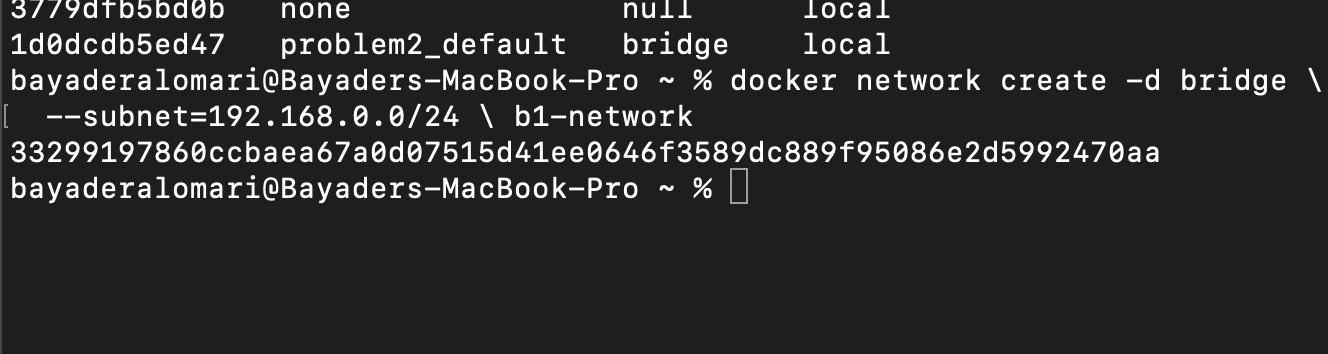 3779dfb5bd0b   none                null      local
1d0dcdb5ed47   problem2_default   bridge    local
bayaderalomari@Bayaders-MacBook-Pro ~ % docker network create -d bridge \
[  --subnet=192.168.0.0/24 \ b1-network
33299197860ccbaea67a0d07515d41ee0646f3589dc889f95086e2d5992470aa
bayaderalomari@Bayaders-MacBook-Pro ~ %